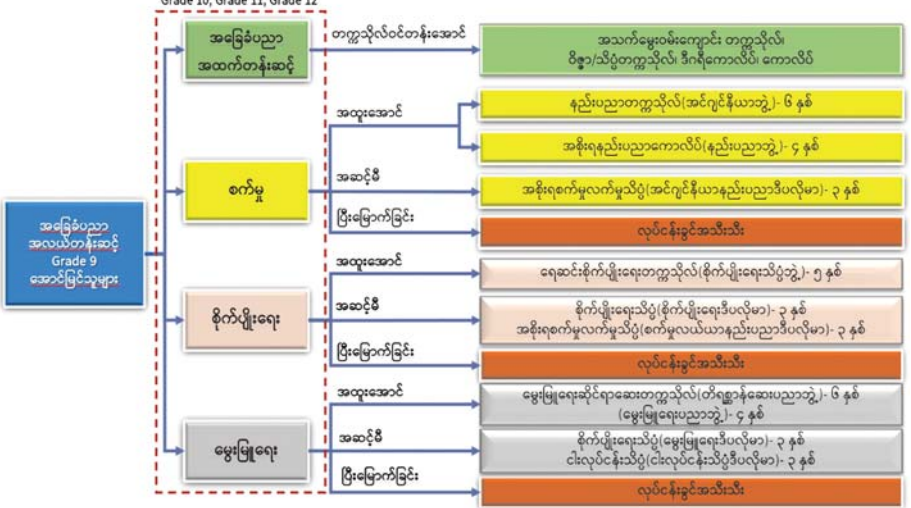 Grade 10, Grade 11, Grade 12
အခြေခံပညာ
အထက်တန်းဆင့်
တက္ကသိုလ်ဝင်တန်းအောင်
အသက်မွေးဝမ်းကျောင်း တက္ကသိုလ်၊
ဝိဇ္ဇာ/သိပ္ပံတက္ကသိုလ်၊ ဒီဂရီကောလိပ်၊ ကောလိပ်
အခြေခံပညာ
အလယ်တန်းဆင့်
Grade 9
အောင်မြင်သူများ
စက်မှု
အထူးအောင်
နည်းပညာတက္ကသိုလ်(အင်ဂျင်နီယာဘွဲ့)- ၆ နှစ်
အစိုးရနည်းပညာကောလိပ်(နည်းပညာဘွဲ့)- ၄ နှစ်
အဆင့်မီ
အစိုးရစက်မှုလက်မှုသိပ္ပံ(အင်ဂျင်နီယာနည်းပညာဒီပလိုမာ)- ၃ နှစ်
ပြီးမြောက်ခြင်း
လုပ်ငန်းခွင်အသီးသီး
စိုက်ပျိုးရေး
အထူးအောင်
ရေဆင်းစိုက်ပျိုးရေးတက္ကသိုလ်(စိုက်ပျိုးရေးသိပ္ပံဘွဲ့)- ၅ နှစ်
အဆင့်မီ
စိုက်ပျိုးရေးသိပ္ပံ(စိုက်ပျိုးရေးဒီပလိုမာ)- ၃ နှစ်
အစိုးရစက်မှုလက်မှုသိပ္ပံ(စက်မှုလယ်ယာနည်းပညာဒီပလိုမာ)- ၃ နှစ်
ပြီးမြောက်ခြင်း
လုပ်ငန်းခွင်အသီးသီး
မွေးမြူရေး
အထူးအောင်
မွေးမြူရေးဆိုင်ရာဆေးတက္ကသိုလ်(တိရစ္ဆာန်ဆေးပညာဘွဲ့)- ၆ နှစ်
(မွေးမြူရေးပညာဘွဲ့)- ၄ နှစ်
အဆင့်မီ
စိုက်ပျိုးရေးသိပ္ပံ(မွေးမြူရေးဒီပလိုမာ)- ၃ နှစ်
ငါးလုပ်ငန်းသိပ္ပံ(ငါးလုပ်ငန်းသိပ္ပံဒီပလိုမာ)- ၃ နှစ်
ပြီးမြောက်ခြင်း
လုပ်ငန်းခွင်အသီးသီး